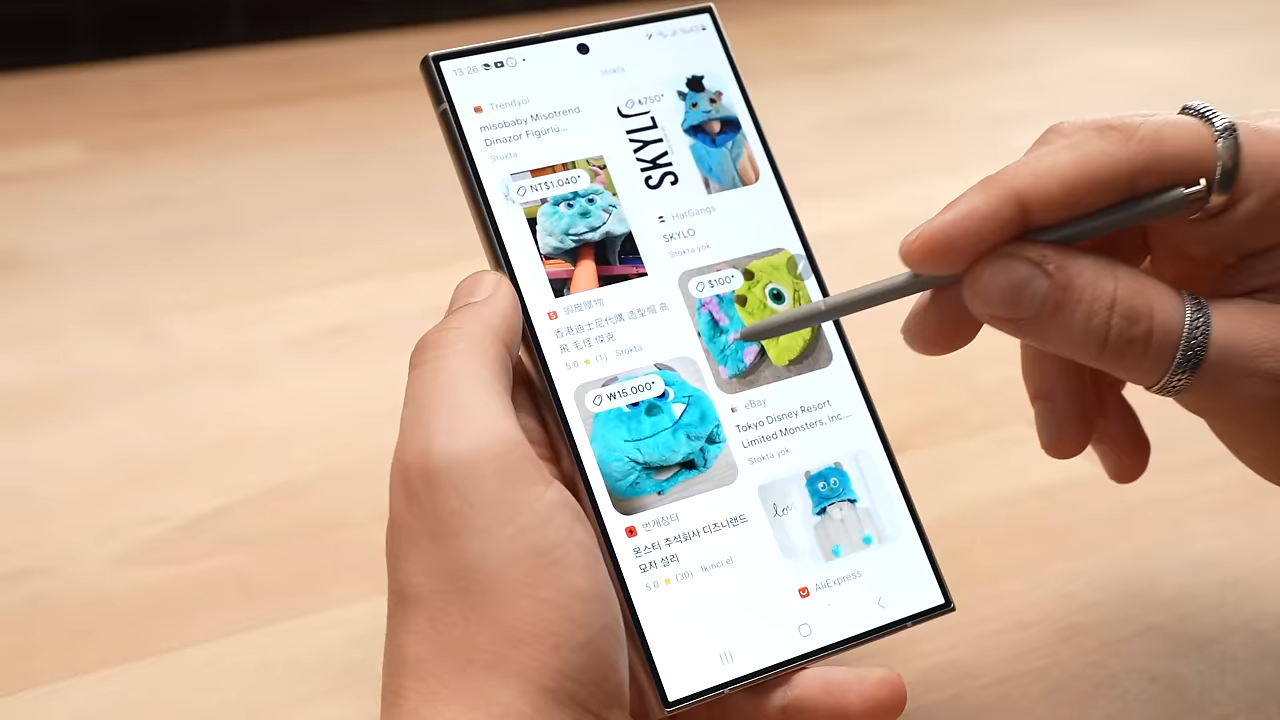 13:26
Stokta
Trendyol
misobaby Misotrend
Dinazor Figürlü...
Stokta
₺750*
SKYLO
HatGangs
SKYLO
Stokta yok
NT$1.040*
蝦皮購物
香港迪士尼代購 造型帽 高
飛 毛怪 傑克
5.0 ★ (1) Stokta
$100*
eBay
Tokyo Disney Resort
Limited Monsters, Inc....
Stokta yok
₩15.000*
번개장터
몬스터 주식회사 디즈니랜드
모자 설리
5.0 ★ (30) İkinci el
AliExpress